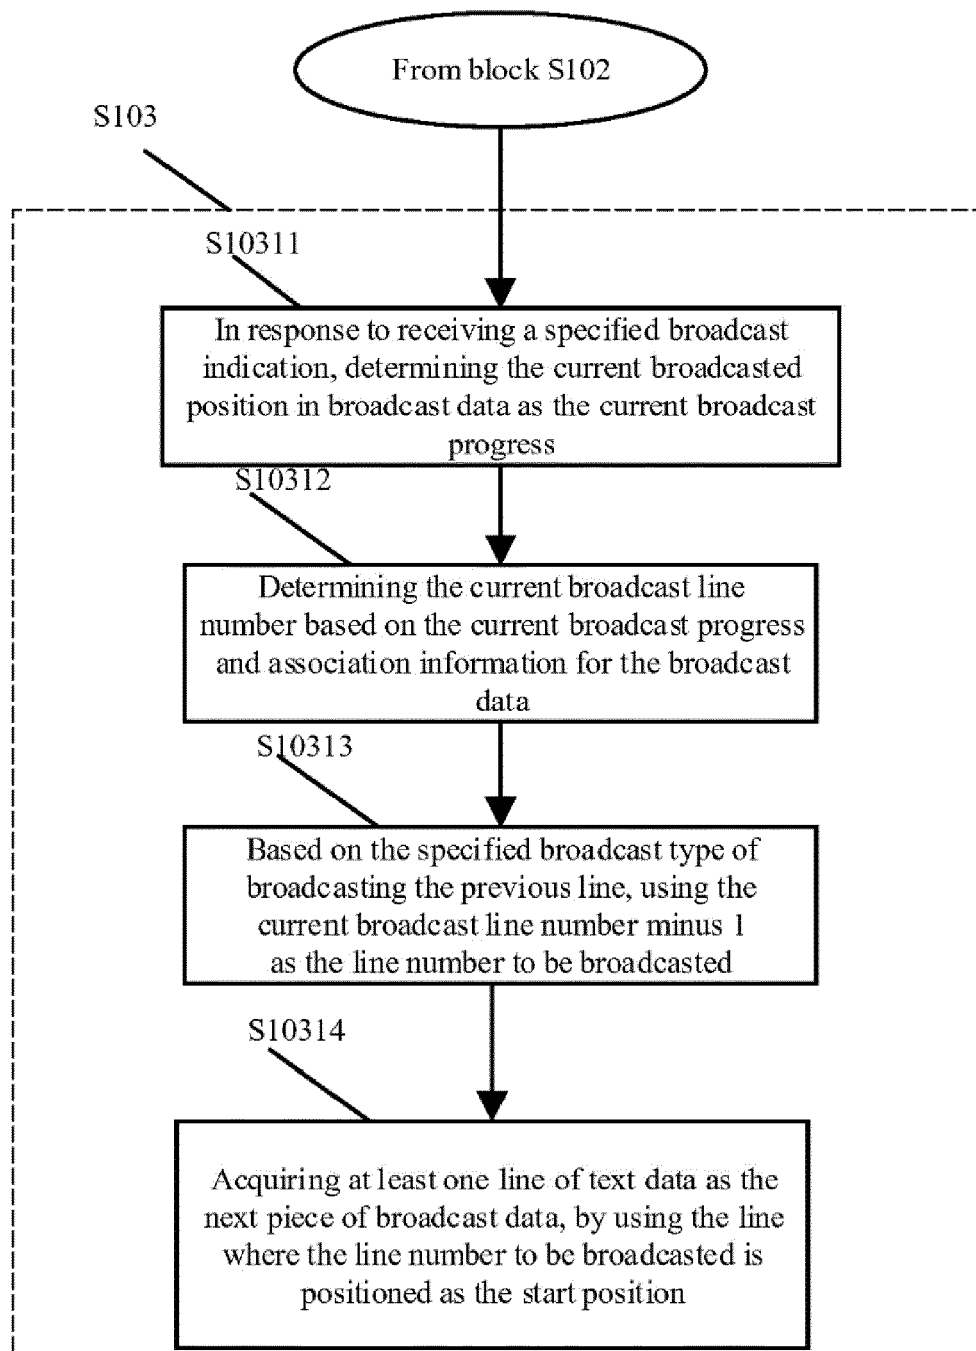 From block S102
S103
S10311
In response to receiving a specified broadcast
indication, determining the current broadcasted
position in broadcast data as the current broadcast
progress
S10312
Determining the current broadcast line
number based on the current broadcast progress
and association information for the broadcast
data
S10313
Based on the specified broadcast type of
broadcasting the previous line, using the
current broadcast line number minus 1
as the line number to be broadcasted
S10314
Acquiring at least one line of text data as the
next piece of broadcast data, by using the line
where the line number to be broadcasted is
positioned as the start position